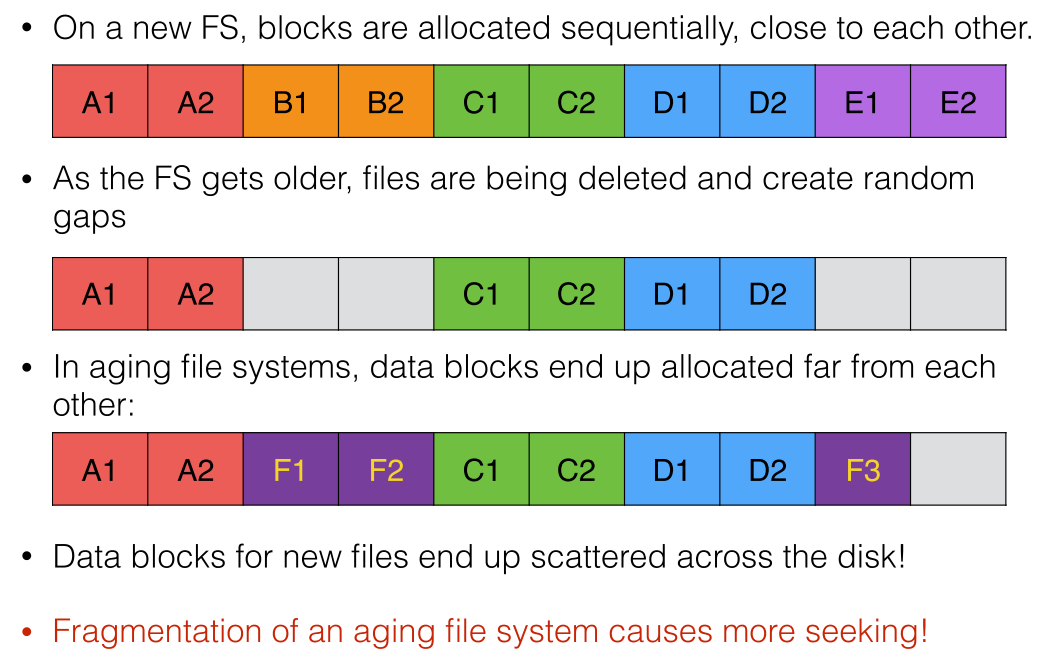 • On a new FS, blocks are allocated sequentially, close to each other.
A1 A2 B1 B2 C1 C2 D1 D2 E1 E2
• As the FS gets older, files are being deleted and create random
gaps
A1 A2 C1 C2 D1 D2
• In aging file systems, data blocks end up allocated far from each
other:
A1 A2 F1 F2 C1 C2 D1 D2 F3
• Data blocks for new files end up scattered across the disk!
• Fragmentation of an aging file system causes more seeking!